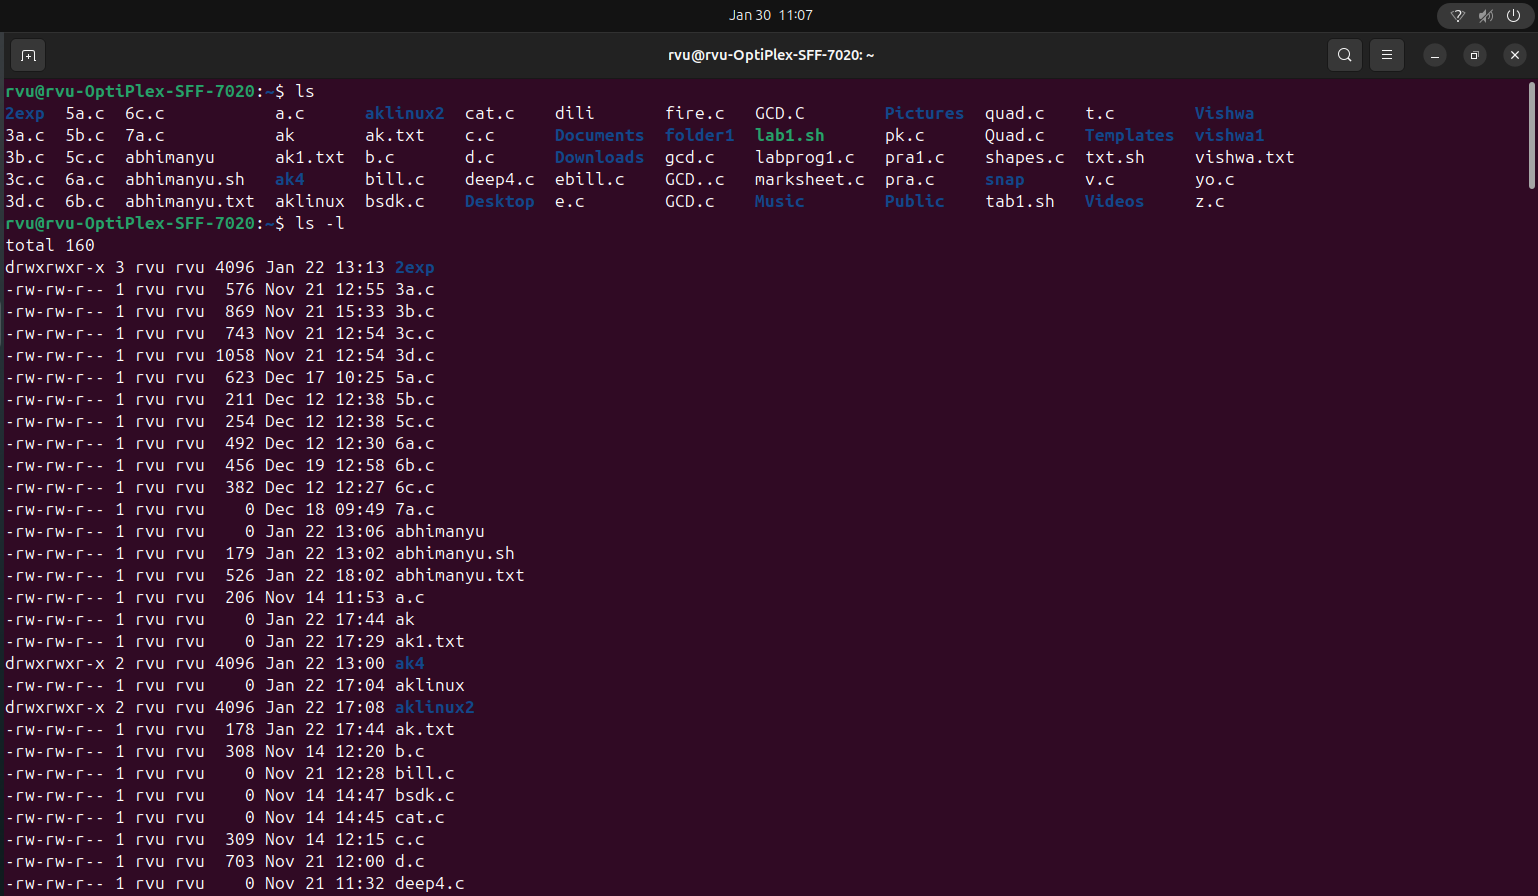 Jan 30 11:07
rvu@rvu-OptiPlex-SFF-7020: ~
rvu@rvu-OptiPlex-SFF-7020:~$ ls
2exp 5a.c 6c.c a.c aklinux2 cat.c dili fire.c GCD.C Pictures quad.c t.c Vishwa
3a.c 5b.c 7a.c ak ak.txt c.c Documents folder1 lab1.sh pk.c Quad.c Templates vishwa1
3b.c 5c.c abhimanyu ak1.txt b.c d.c Downloads gcd.c labprog1.c pra1.c shapes.c txt.sh vishwa.txt
3c.c 6a.c abhimanyu.sh ak4 bill.c deep4.c ebill.c GCD..c marksheet.c pra.c snap v.c yo.c
3d.c 6b.c abhimanyu.txt aklinux bsdk.c Desktop e.c GCD.c Music Public tab1.sh Videos z.c
rvu@rvu-OptiPlex-SFF-7020:~$ ls -l
total 160
drwxrwxr-x 3 rvu rvu 4096 Jan 22 13:13 2exp
-rw-rw-r-- 1 rvu rvu 576 Nov 21 12:55 3a.c
-rw-rw-r-- 1 rvu rvu 869 Nov 21 15:33 3b.c
-rw-rw-r-- 1 rvu rvu 743 Nov 21 12:54 3c.c
-rw-rw-r-- 1 rvu rvu 1058 Nov 21 12:54 3d.c
-rw-rw-r-- 1 rvu rvu 623 Dec 17 10:25 5a.c
-rw-rw-r-- 1 rvu rvu 211 Dec 12 12:38 5b.c
-rw-rw-r-- 1 rvu rvu 254 Dec 12 12:38 5c.c
-rw-rw-r-- 1 rvu rvu 492 Dec 12 12:30 6a.c
-rw-rw-r-- 1 rvu rvu 456 Dec 19 12:58 6b.c
-rw-rw-r-- 1 rvu rvu 382 Dec 12 12:27 6c.c
-rw-rw-r-- 1 rvu rvu 0 Dec 18 09:49 7a.c
-rw-rw-r-- 1 rvu rvu 0 Jan 22 13:06 abhimanyu
-rw-rw-r-- 1 rvu rvu 179 Jan 22 13:02 abhimanyu.sh
-rw-rw-r-- 1 rvu rvu 526 Jan 22 18:02 abhimanyu.txt
-rw-rw-r-- 1 rvu rvu 206 Nov 14 11:53 a.c
-rw-rw-r-- 1 rvu rvu 0 Jan 22 17:44 ak
-rw-rw-r-- 1 rvu rvu 0 Jan 22 17:29 ak1.txt
drwxrwxr-x 2 rvu rvu 4096 Jan 22 13:00 ak4
-rw-rw-r-- 1 rvu rvu 0 Jan 22 17:04 aklinux
drwxrwxr-x 2 rvu rvu 4096 Jan 22 17:08 aklinux2
-rw-rw-r-- 1 rvu rvu 178 Jan 22 17:44 ak.txt
-rw-rw-r-- 1 rvu rvu 308 Nov 14 12:20 b.c
-rw-rw-r-- 1 rvu rvu 0 Nov 21 12:28 bill.c
-rw-rw-r-- 1 rvu rvu 0 Nov 14 14:47 bsdk.c
-rw-rw-r-- 1 rvu rvu 0 Nov 14 14:45 cat.c
-rw-rw-r-- 1 rvu rvu 309 Nov 14 12:15 c.c
-rw-rw-r-- 1 rvu rvu 703 Nov 21 12:00 d.c
-rw-rw-r-- 1 rvu rvu 0 Nov 21 11:32 deep4.c